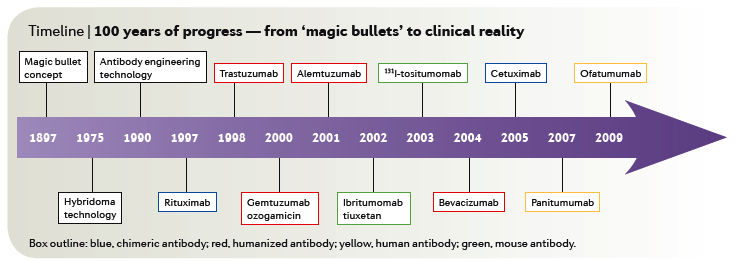 Timeline | 100 years of progress — from ‘magic bullets’ to clinical reality
Magic bullet
concept
Antibody engineering
technology
Trastuzumab
Alemtuzumab
¹³¹I-tositumomab
Cetuximab
Ofatumumab
1897 1975 1990 1997 1998 2000 2001 2002 2003 2004 2005 2007 2009
Hybridoma
technology
Rituximab
Gemtuzumab
ozogamicin
Ibritumomab
tiuxetan
Bevacizumab
Panitumumab
Box outline: blue, chimeric antibody; red, humanized antibody; yellow, human antibody; green, mouse antibody.